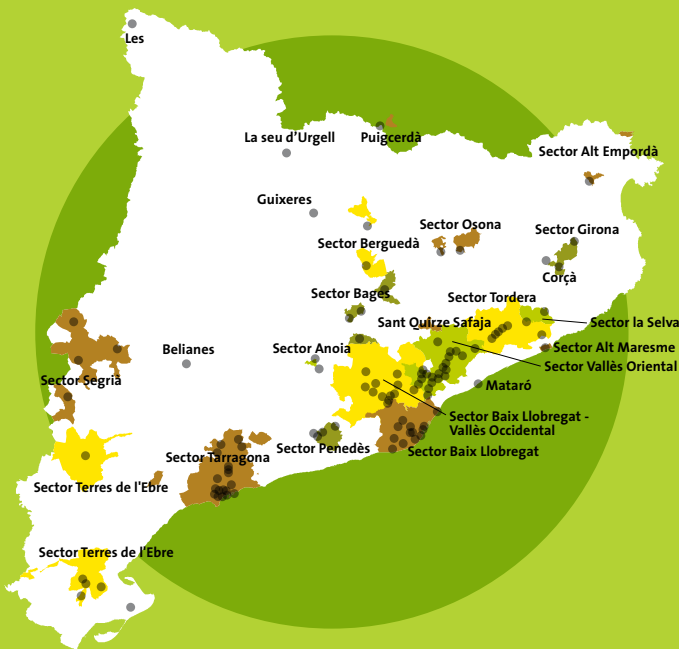 Les
La seu d'Urgell
Puigcerdà
Sector Alt Empordà
Guixeres
Sector Osona
Sector Girona
Sector Berguedà
Corçà
Sector Bages
Sector Tordera
Sant Quirze Safaja
Sector la Selva
Belianes
Sector Anoia
Sector Alt Maresme
Sector Vallès Oriental
Sector Segrià
Mataró
Sector Baix Llobregat -
Vallès Occidental
Sector Penedès
Sector Baix Llobregat
Sector Tarragona
Sector Terres de l'Ebre
Sector Terres de l'Ebre